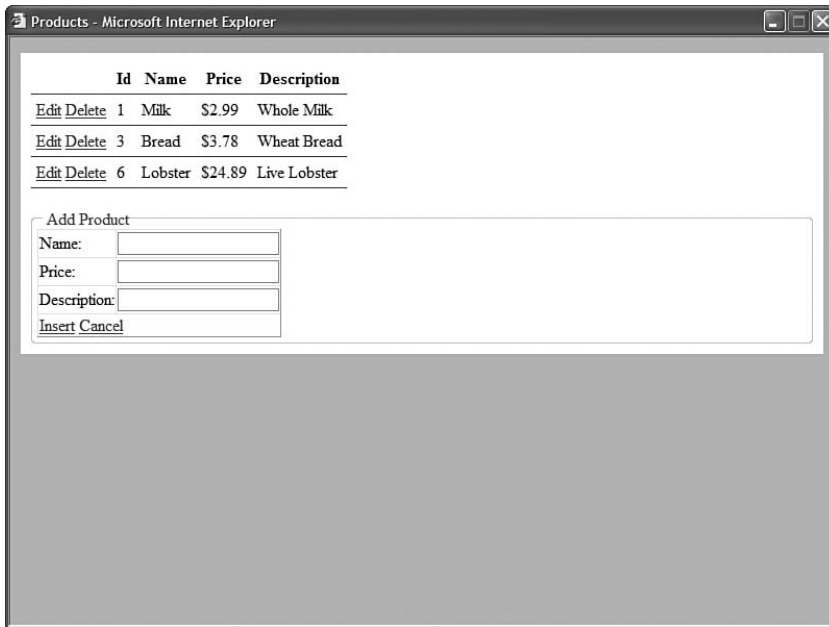 Products - Microsoft Internet Explorer
Id Name Price Description
Edit Delete 1 Milk $2.99 Whole Milk
Edit Delete 3 Bread $3.78 Wheat Bread
Edit Delete 6 Lobster $24.89 Live Lobster
Add Product
Name:
Price:
Description:
Insert Cancel